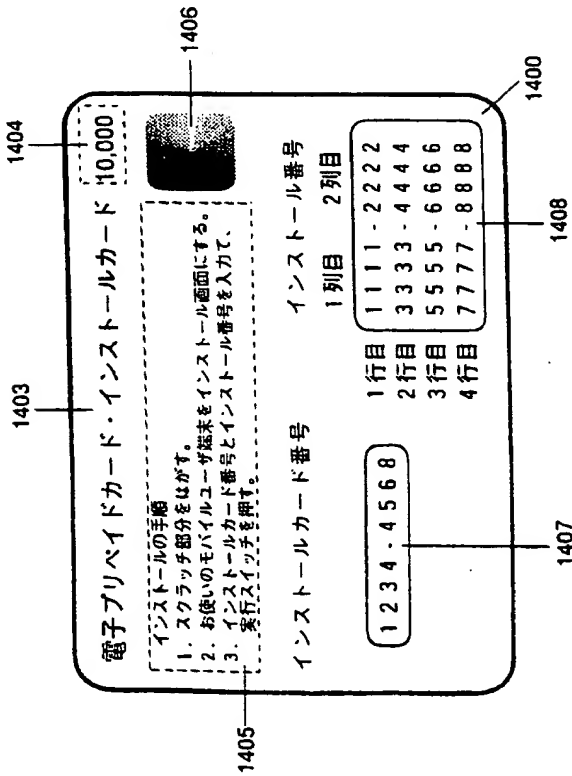 1403
1404
1406
電子プリペイドカード・インストールカード
10,000
インストールの手順
1．スクラッチ部分をはがす。
2．お使いのモバイルユーザ端末をインストール画面にする。
3．インストールカード番号とインストール番号を入力て、
実行スイッチを押す。
1405
インストールカード番号
インストール番号
1列目 2列目
1234-4568
1行目 1111-2222
2行目 3333-4444
3行目 5555-6666
4行目 7777-8888
1407
1408
1400